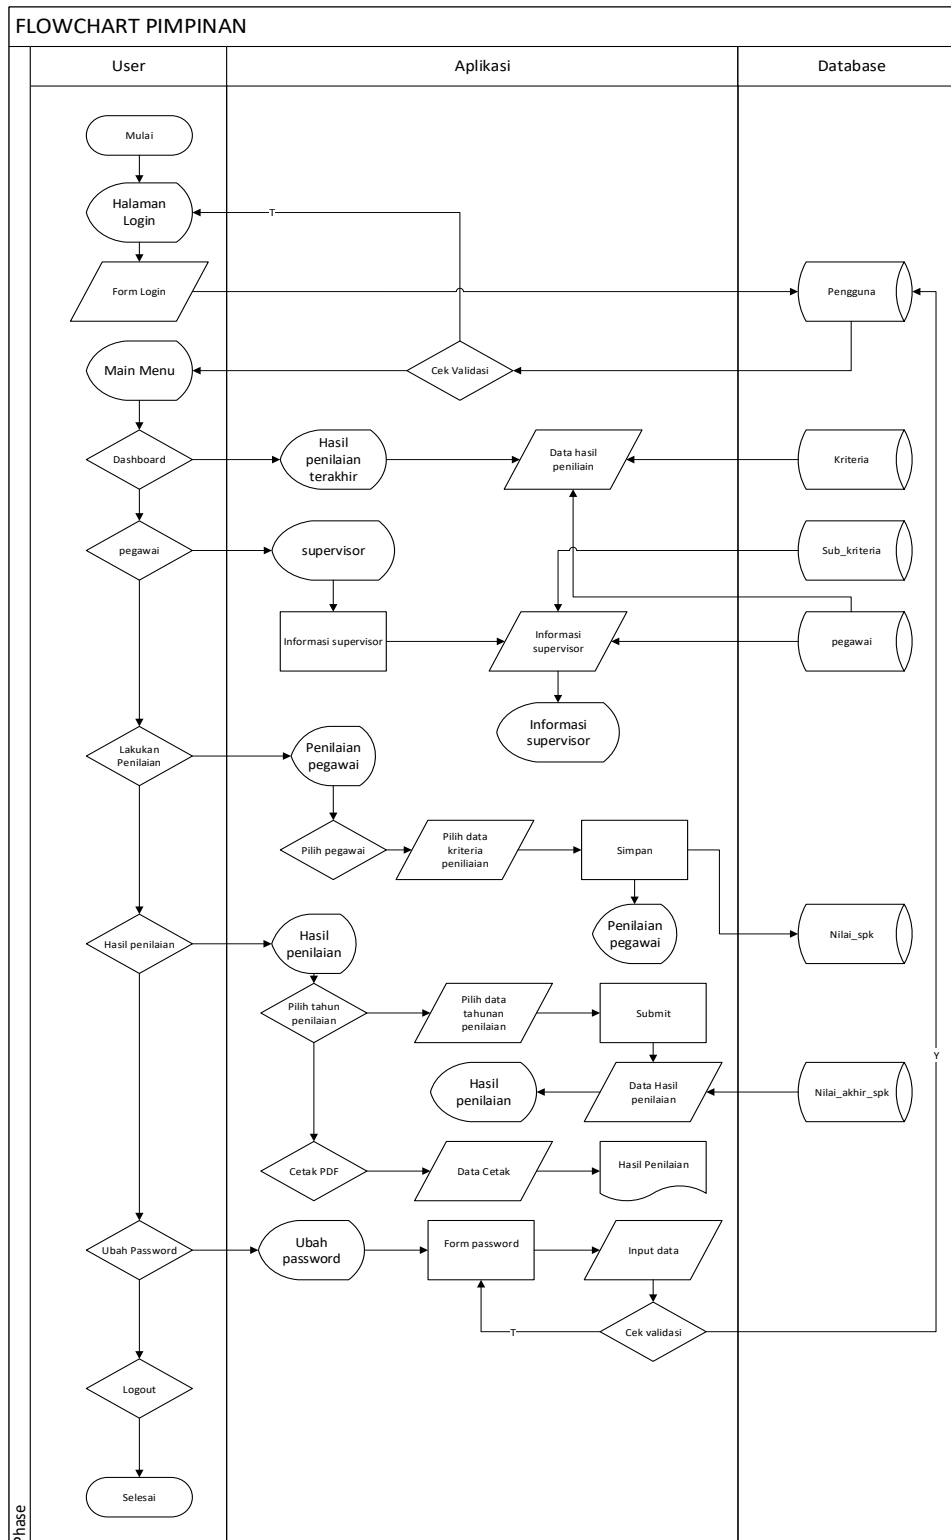 FLOWCHART PIMPINAN
User
Aplikasi
Database
Mulai
Halaman
Login
T
Form Login
Pengguna
Main Menu
Cek Validasi
Dashboard
Hasil
penilaian
terakhir
Data hasil
peniliain
Kriteria
pegawai
supervisor
Sub_kriteria
Informasi supervisor
Informasi
supervisor
pegawai
Informasi
supervisor
Lakukan
Penilaian
Penilaian
pegawai
Pilih pegawai
Pilih data
kriteria
peniliaian
Simpan
Penilaian
pegawai
Nilai_spk
Hasil penilaian
Hasil
penilaian
Pilih tahun
penilaian
Pilih data
tahunan
penilaian
Submit
Y
Hasil
penilaian
Data Hasil
penilaian
Nilai_akhir_spk
Cetak PDF
Data Cetak
Hasil Penilaian
Ubah Password
Ubah
password
Form password
Input data
T
Cek validasi
Logout
Selesai
Phase